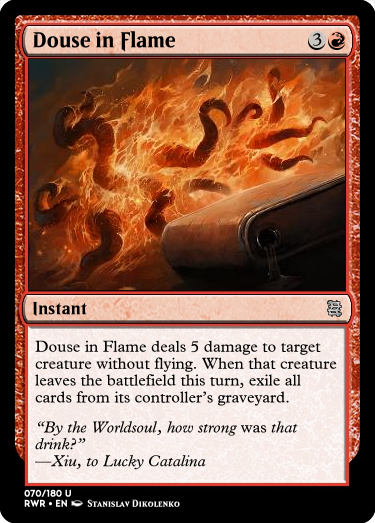 Douse in Flame 3
Instant
Douse in Flame deals 5 damage to target
creature without flying. When that creature
leaves the battlefield this turn, exile all
cards from its controller's graveyard.
“By the Worldsoul, how strong was that
drink?”
—Xiu, to Lucky Catalina
070/180 U
RWR • EN Stanislav Dikolenko